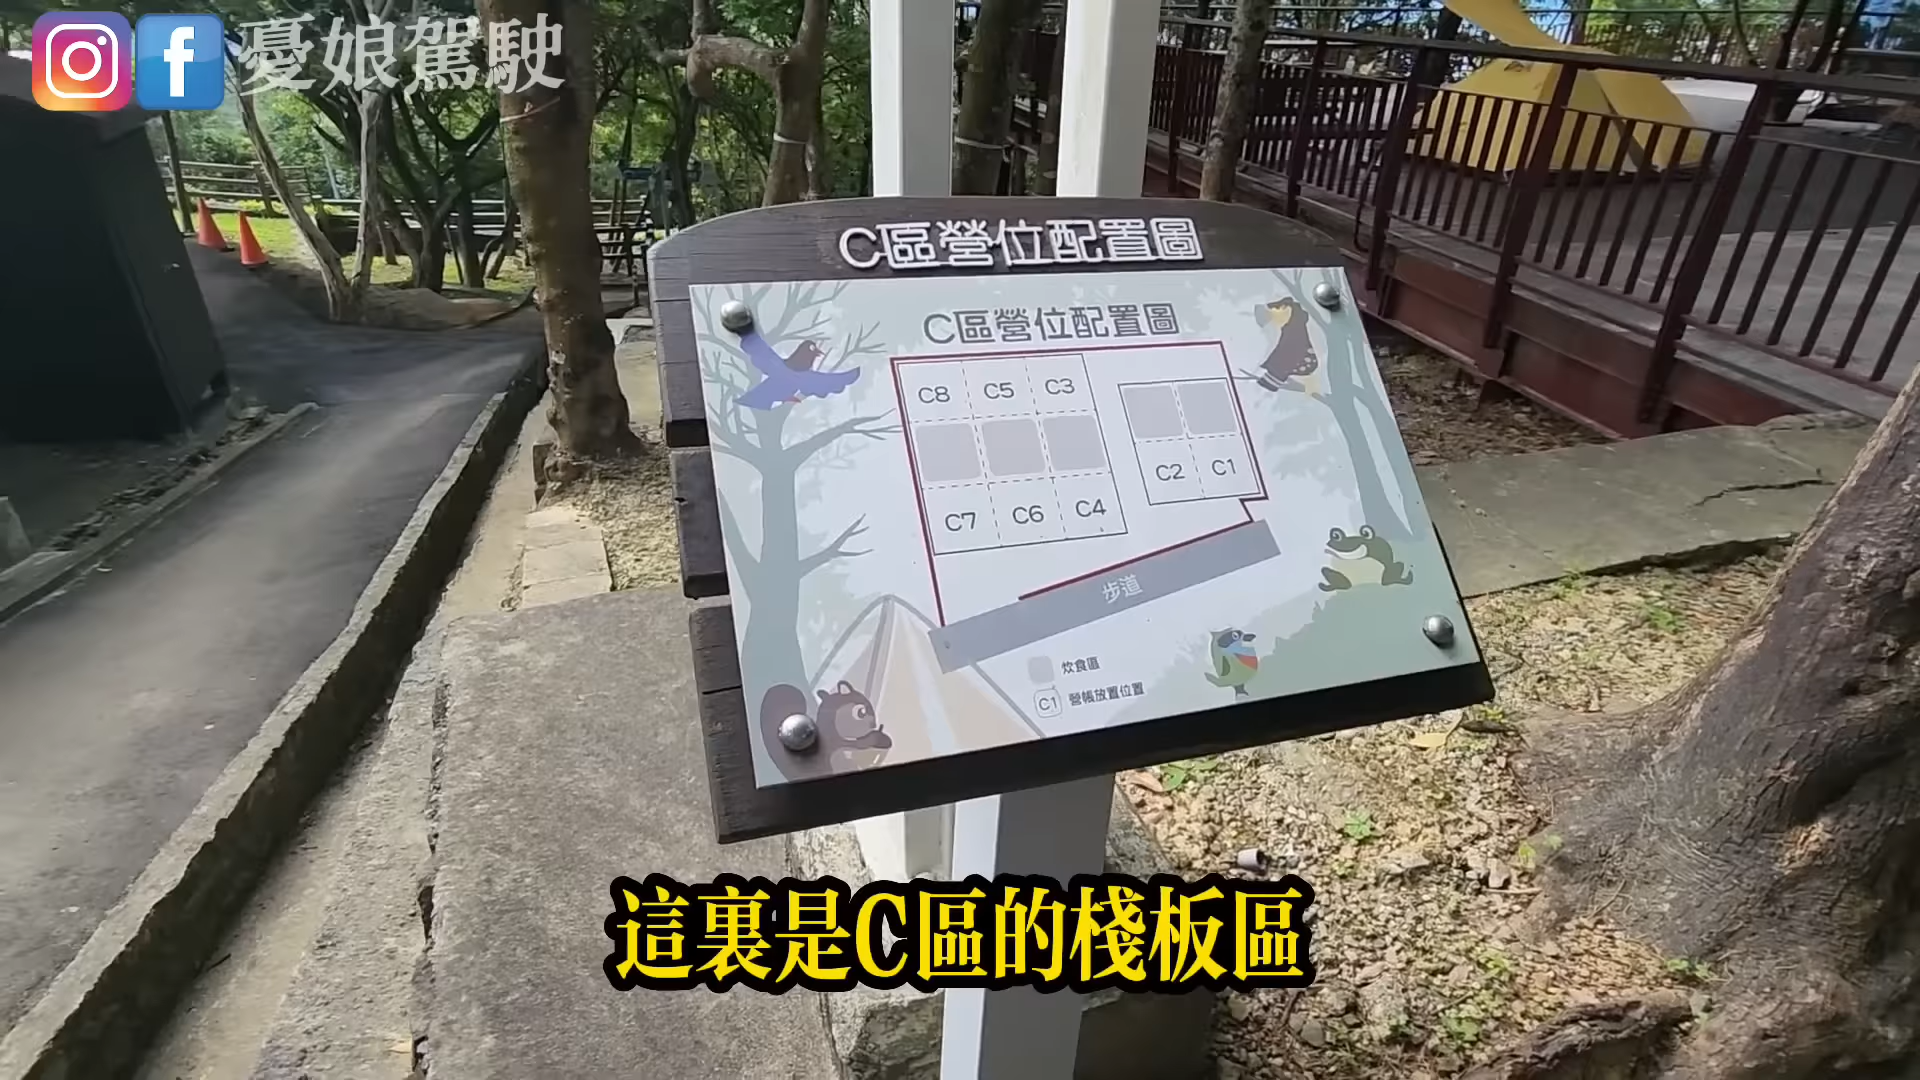 憂娘駕駛
C區營位配置圖
C區營位配置圖
C8 C5 C3
C2 C1
C7 C6 C4
步道
炊食區
C1 營帳放置位置
這裏是C區的棧板區